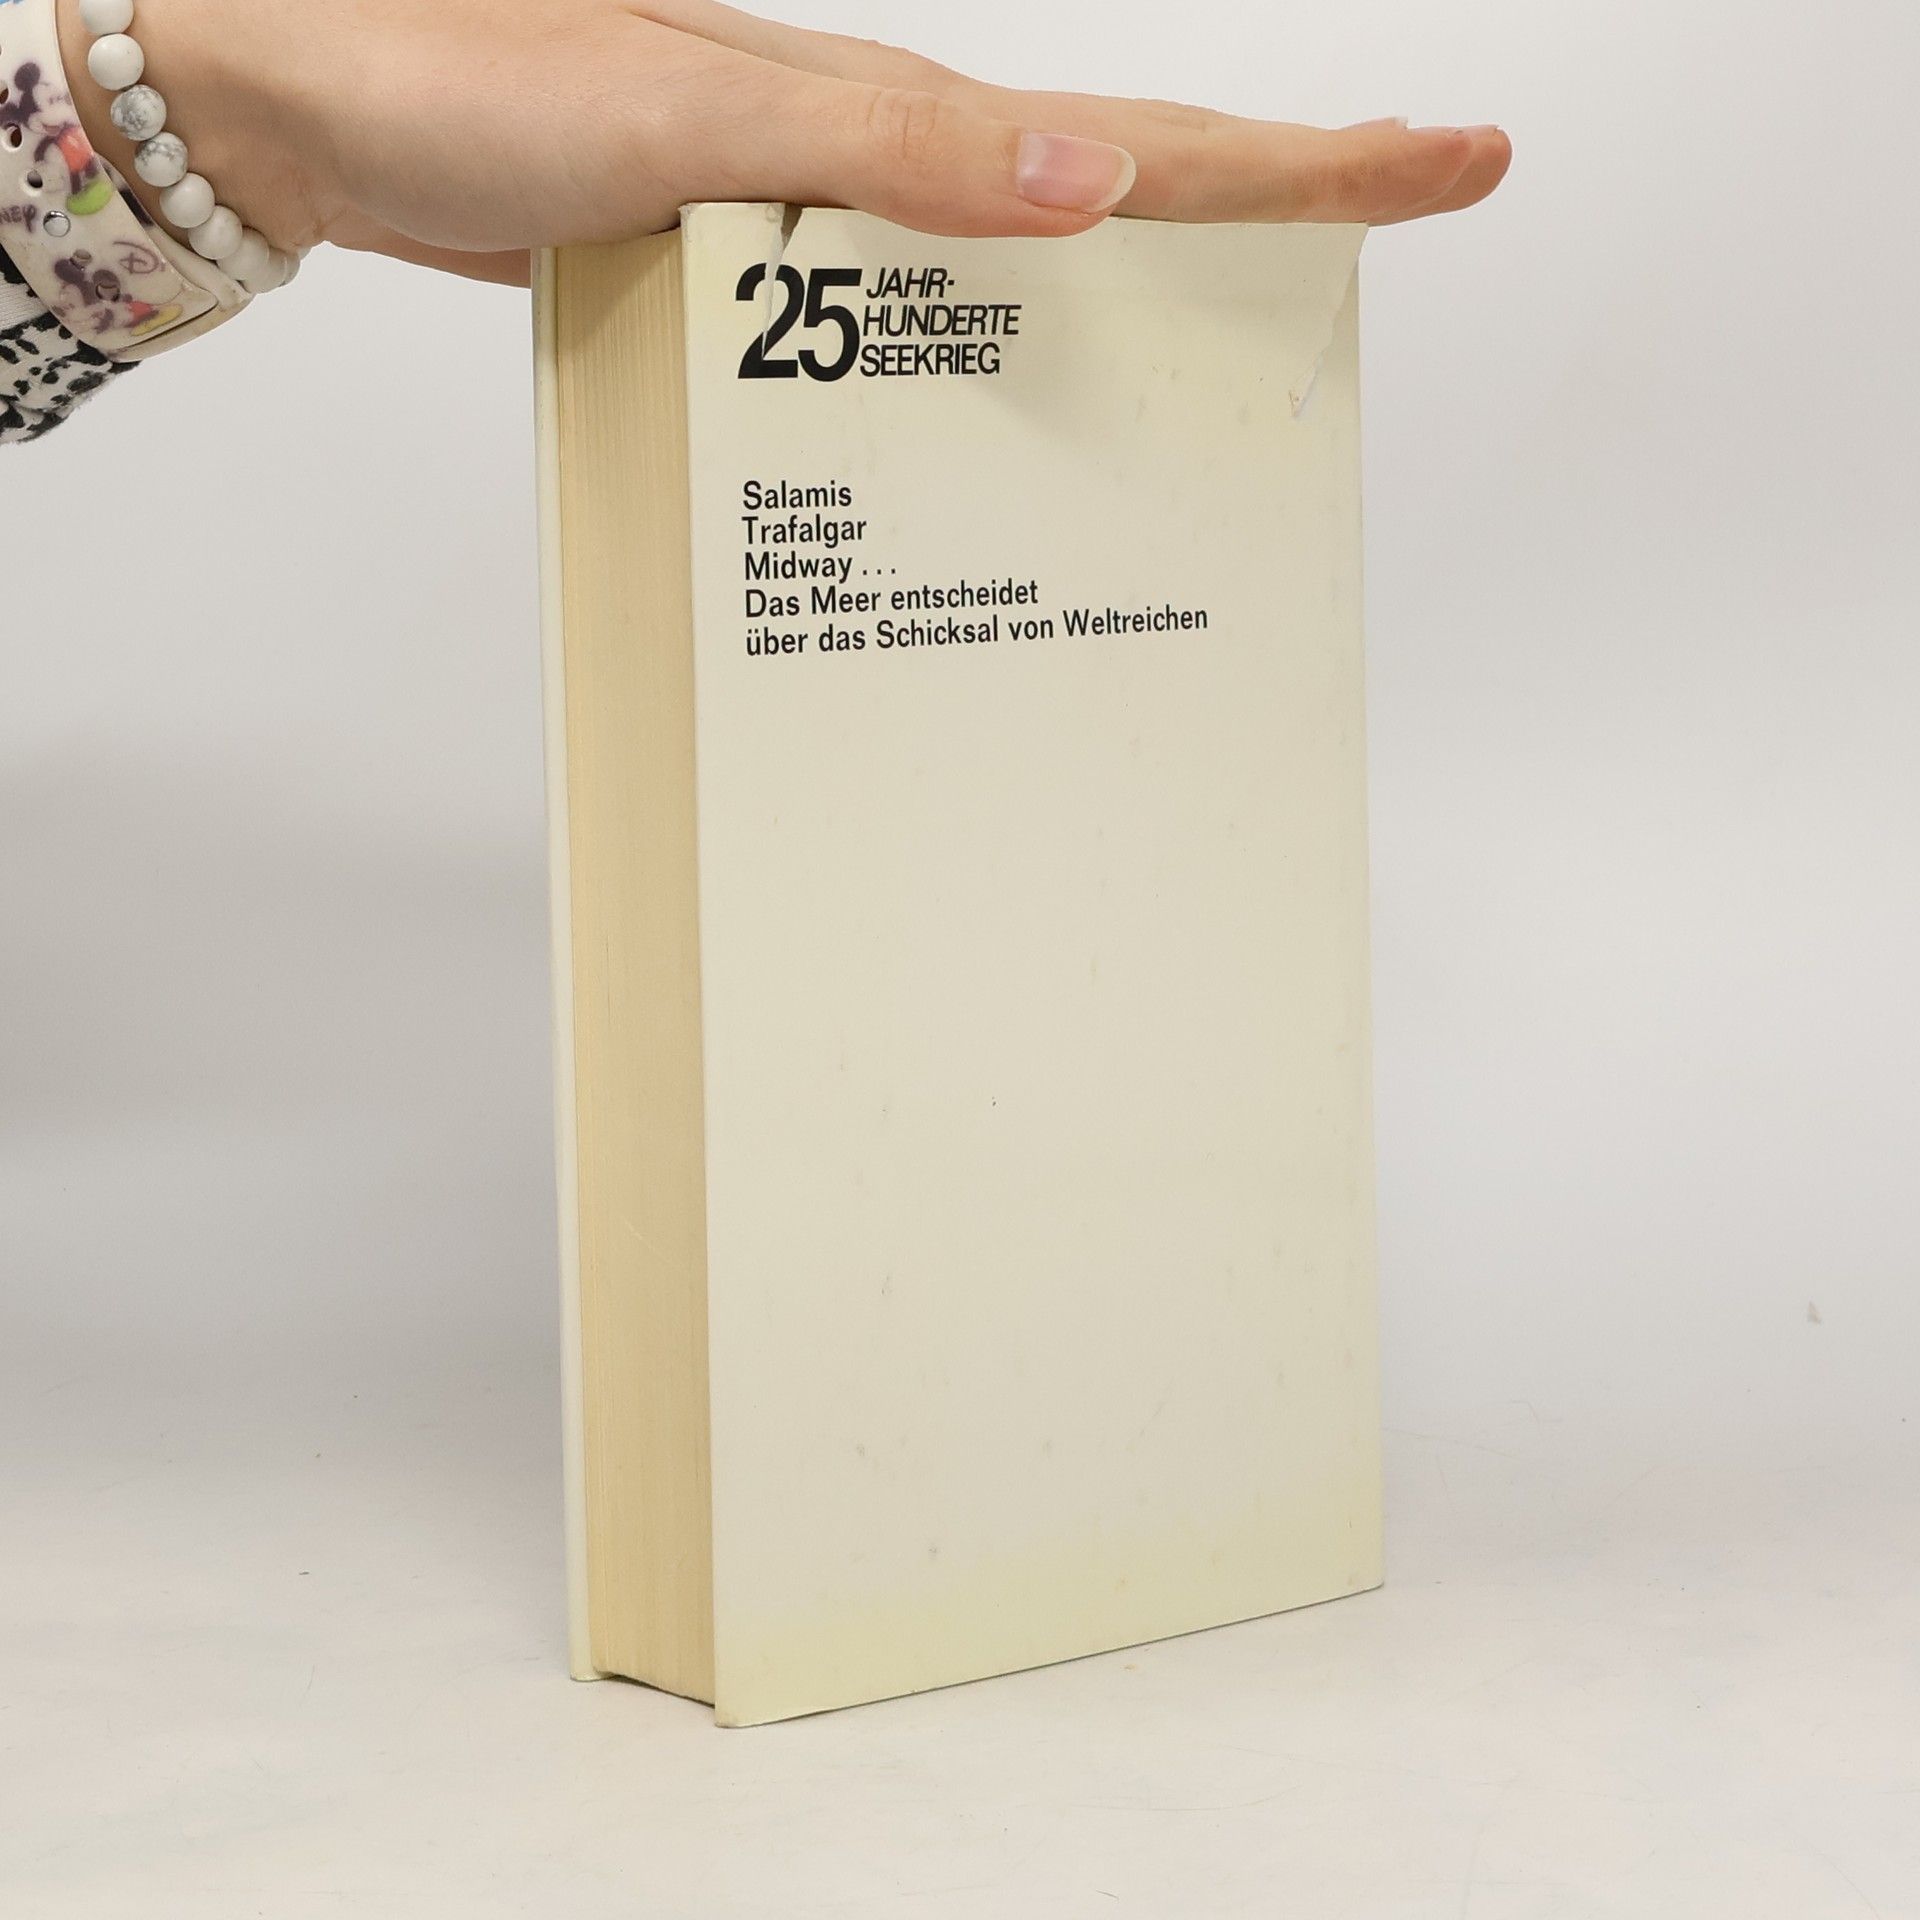 25 JAHR-
HUNDERTE
SEEKRIEG
Salamis
Trafalgar
Midway ...
Das Meer entscheidet
über das Schicksal von Weltreichen